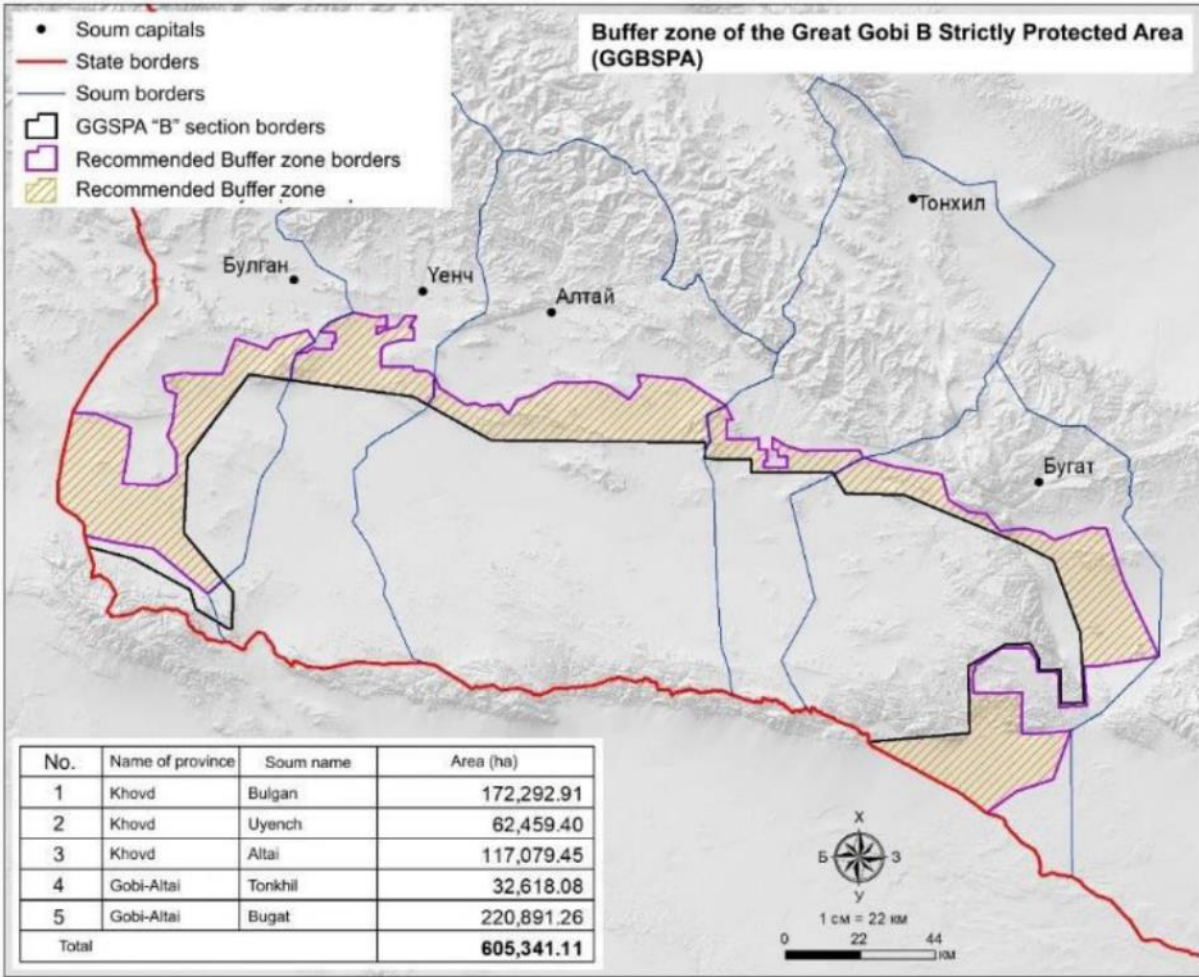 Buffer zone of the Great Gobi B Strictly Protected Area
(GGBSPA)
Soum capitals
State borders
Soum borders
GGSPA "B" section borders
Recommended Buffer zone borders
Recommended Buffer zone
Тонхил
Булган
Үенч
Алтай
Бугат
No. Name of province Soum name Area (ha)
1 Khovd Bulgan 172,292.91
2 Khovd Uyench 62,459.40
3 Khovd Altai 117,079.45
4 Gobi-Altai Tonkhil 32,618.08
5 Gobi-Altai Bugat 220,891.26
Total 605,341.11
Х
Б З
У
1 см = 22 км
0 22 44
КМ